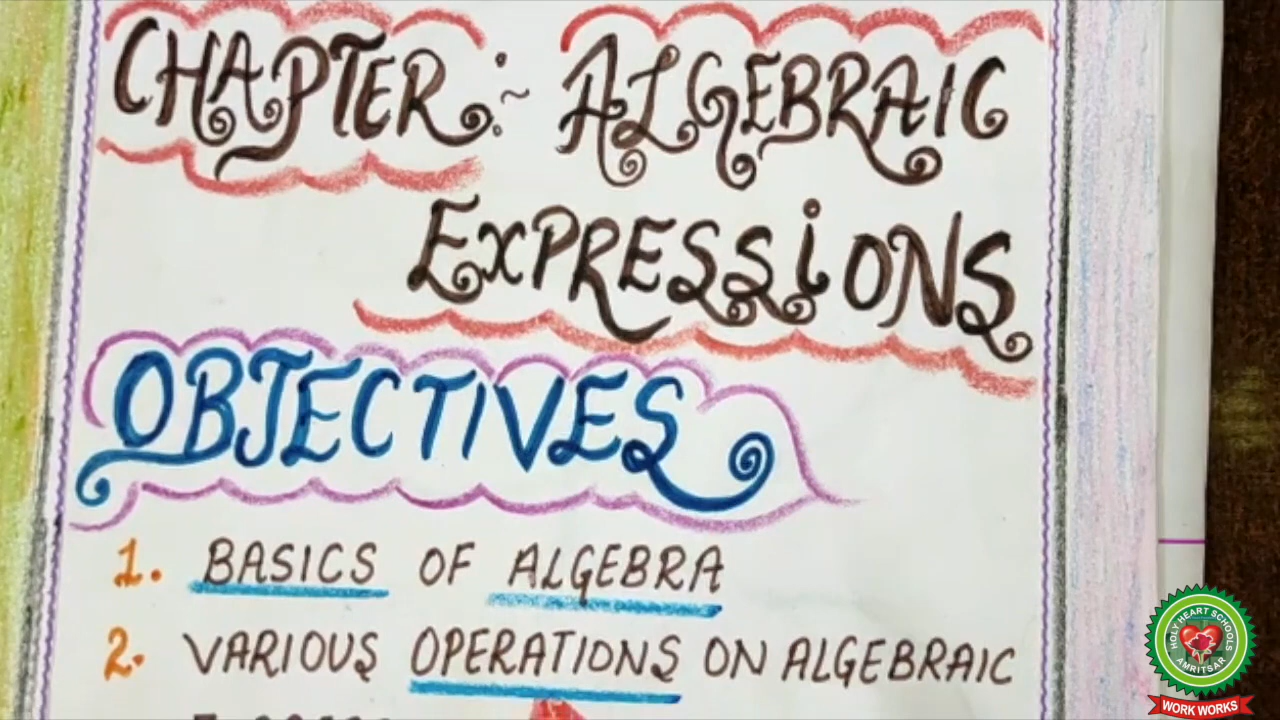 CHAPTER :~ ALGEBRAIC
EXPRESSIONS
OBJECTIVES
1. BASICS OF ALGEBRA
2. VARIOUS OPERATIONS ON ALGEBRAIC
HOLY HEART SCHOOLS
AMRITSAR
WORK WORKS